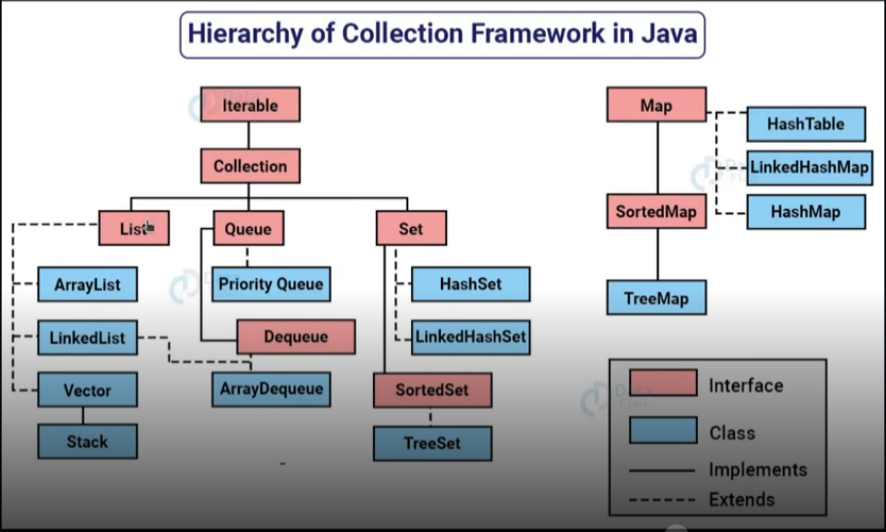 Hierarchy of Collection Framework in Java
Iterable
Map
HashTable
Collection
LinkedHashMap
List
Queue
Set
SortedMap
HashMap
ArrayList
Priority Queue
HashSet
TreeMap
LinkedList
Dequeue
LinkedHashSet
Vector
ArrayDequeue
SortedSet
Interface
Stack
TreeSet
Class
Implements
Extends